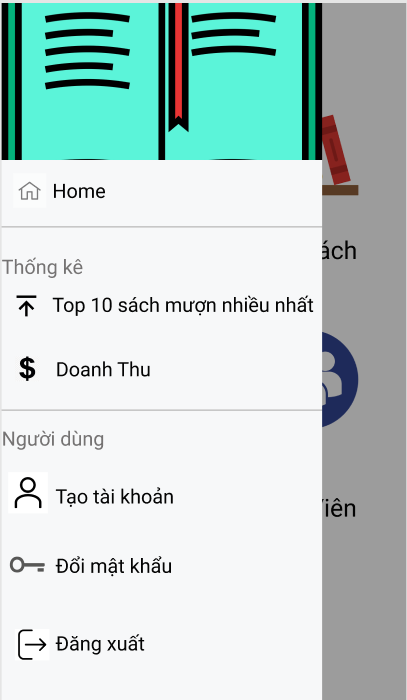 Home
ách
Thống kê
Top 10 sách mượn nhiều nhất
$ Doanh Thu
Người dùng
Tạo tài khoản
iên
Đổi mật khẩu
Đăng xuất